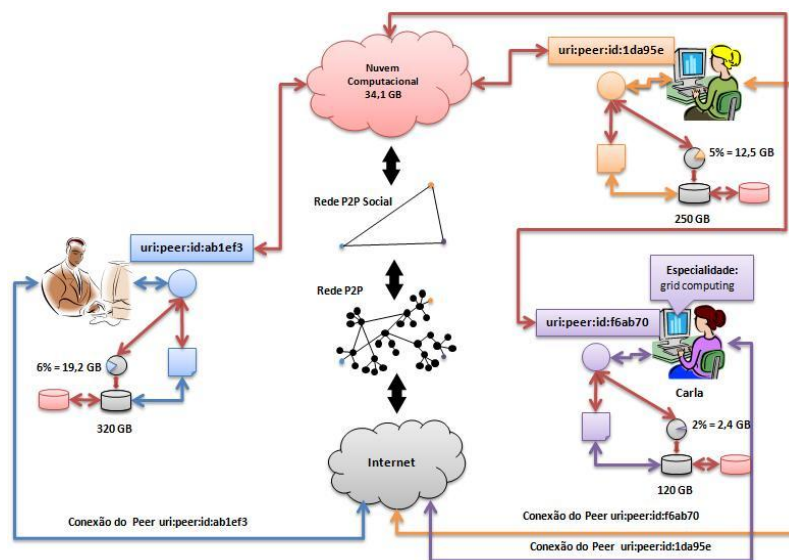 Nuvem
Computacional
34,1 GB
uri:peer:id:1da95e
5% = 12,5 GB
250 GB
Rede P2P Social
uri:peer:id:ab1ef3
Rede P2P
6% = 19,2 GB
320 GB
Especialidade:
grid computing
uri:peer:id:f6ab70
Carla
2% = 2,4 GB
120 GB
Internet
Conexão do Peer uri:peer:id:ab1ef3
Conexão do Peer uri:peer:id:f6ab70
Conexão do Peer uri:peer:id:1da95e